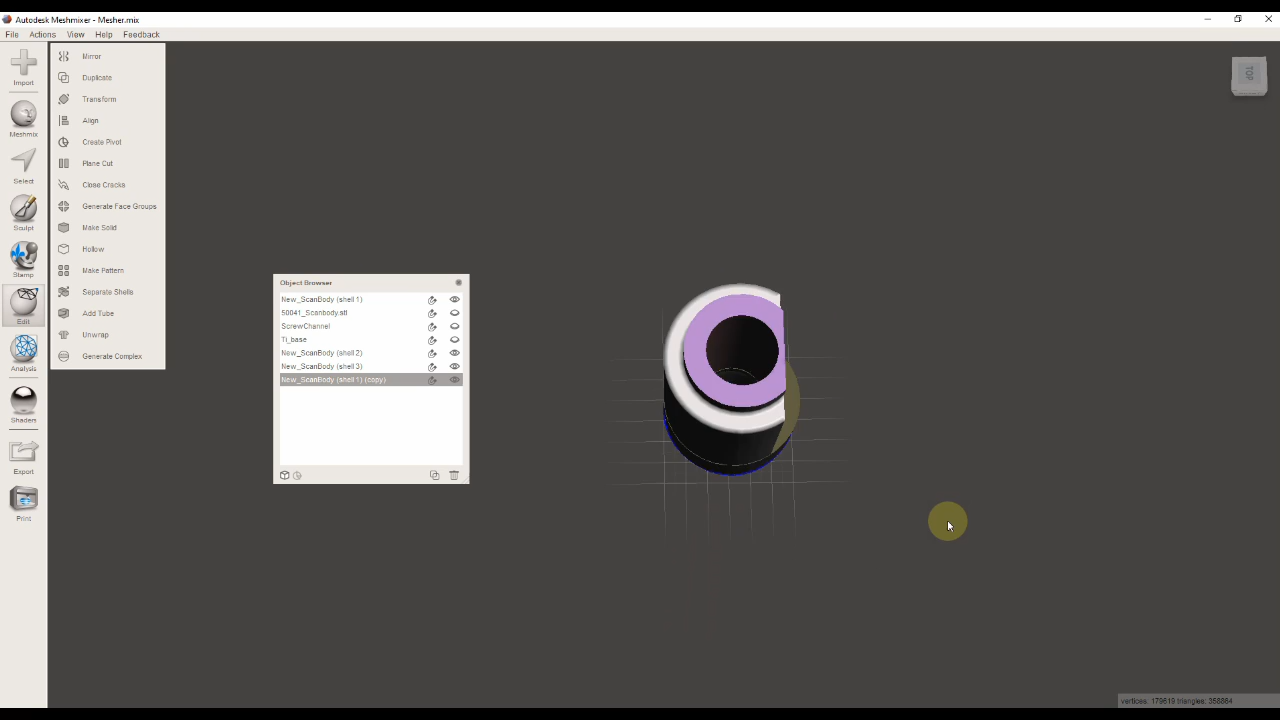 Autodesk Meshmixer - Mesher.mix
File Actions View Help Feedback
Import
Meshmix
Select
Sculpt
Stamp
Edit
Analysis
Shaders
Export
Print
Mirror
Duplicate
Transform
Align
Create Pivot
Plane Cut
Close Cracks
Generate Face Groups
Make Solid
Hollow
Make Pattern
Separate Shells
Add Tube
Unwrap
Generate Complex
Object Browser
New_ScanBody (shell 1)
50041_Scanbody.stl
ScrewChannel
Ti_base
New_ScanBody (shell 2)
New_ScanBody (shell 3)
New_ScanBody (shell 1) (copy)
TOP
vertices: 179619 triangles: 358864